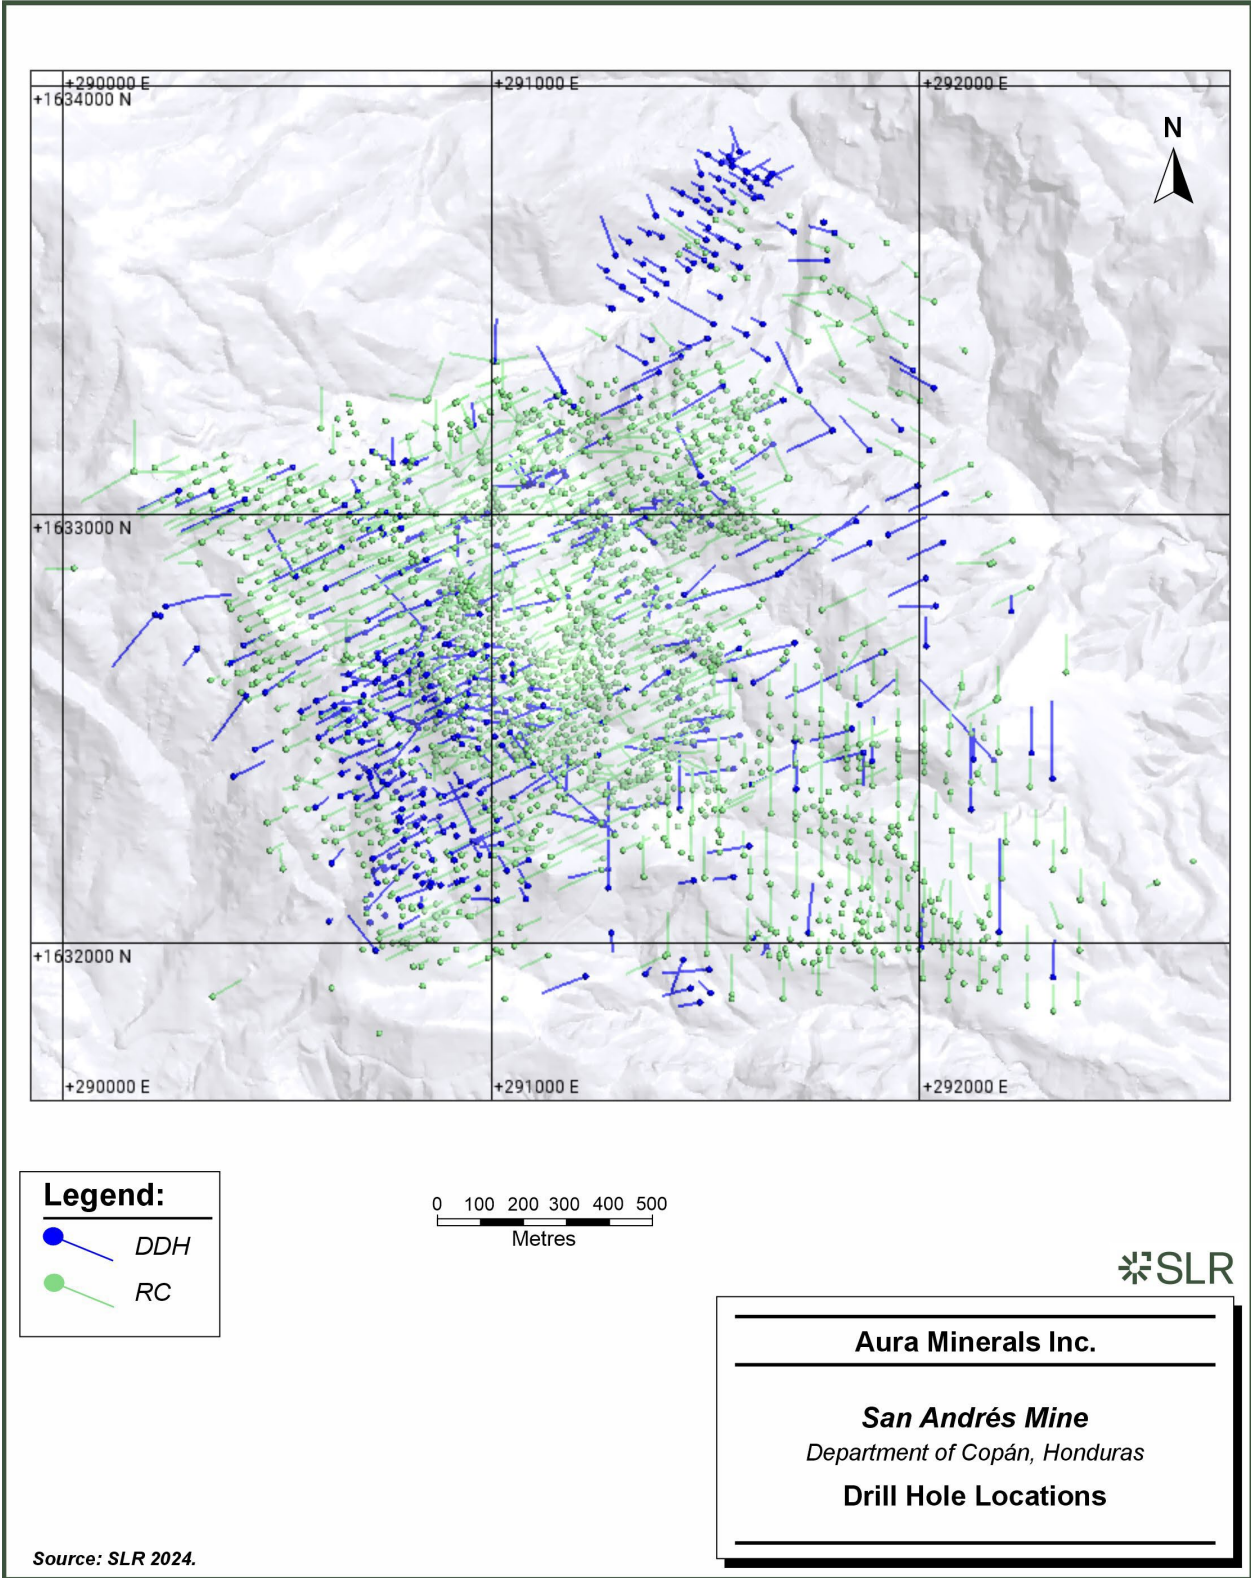 +290000 E
+291000 E
+292000 E
+1634000 N
N
+1633000 N
+1632000 N
+290000 E
+291000 E
+292000 E
Legend:
DDH
RC
0 100 200 300 400 500
Metres
SLR
Aura Minerals Inc.
San Andrés Mine
Department of Copán, Honduras
Drill Hole Locations
Source: SLR 2024.